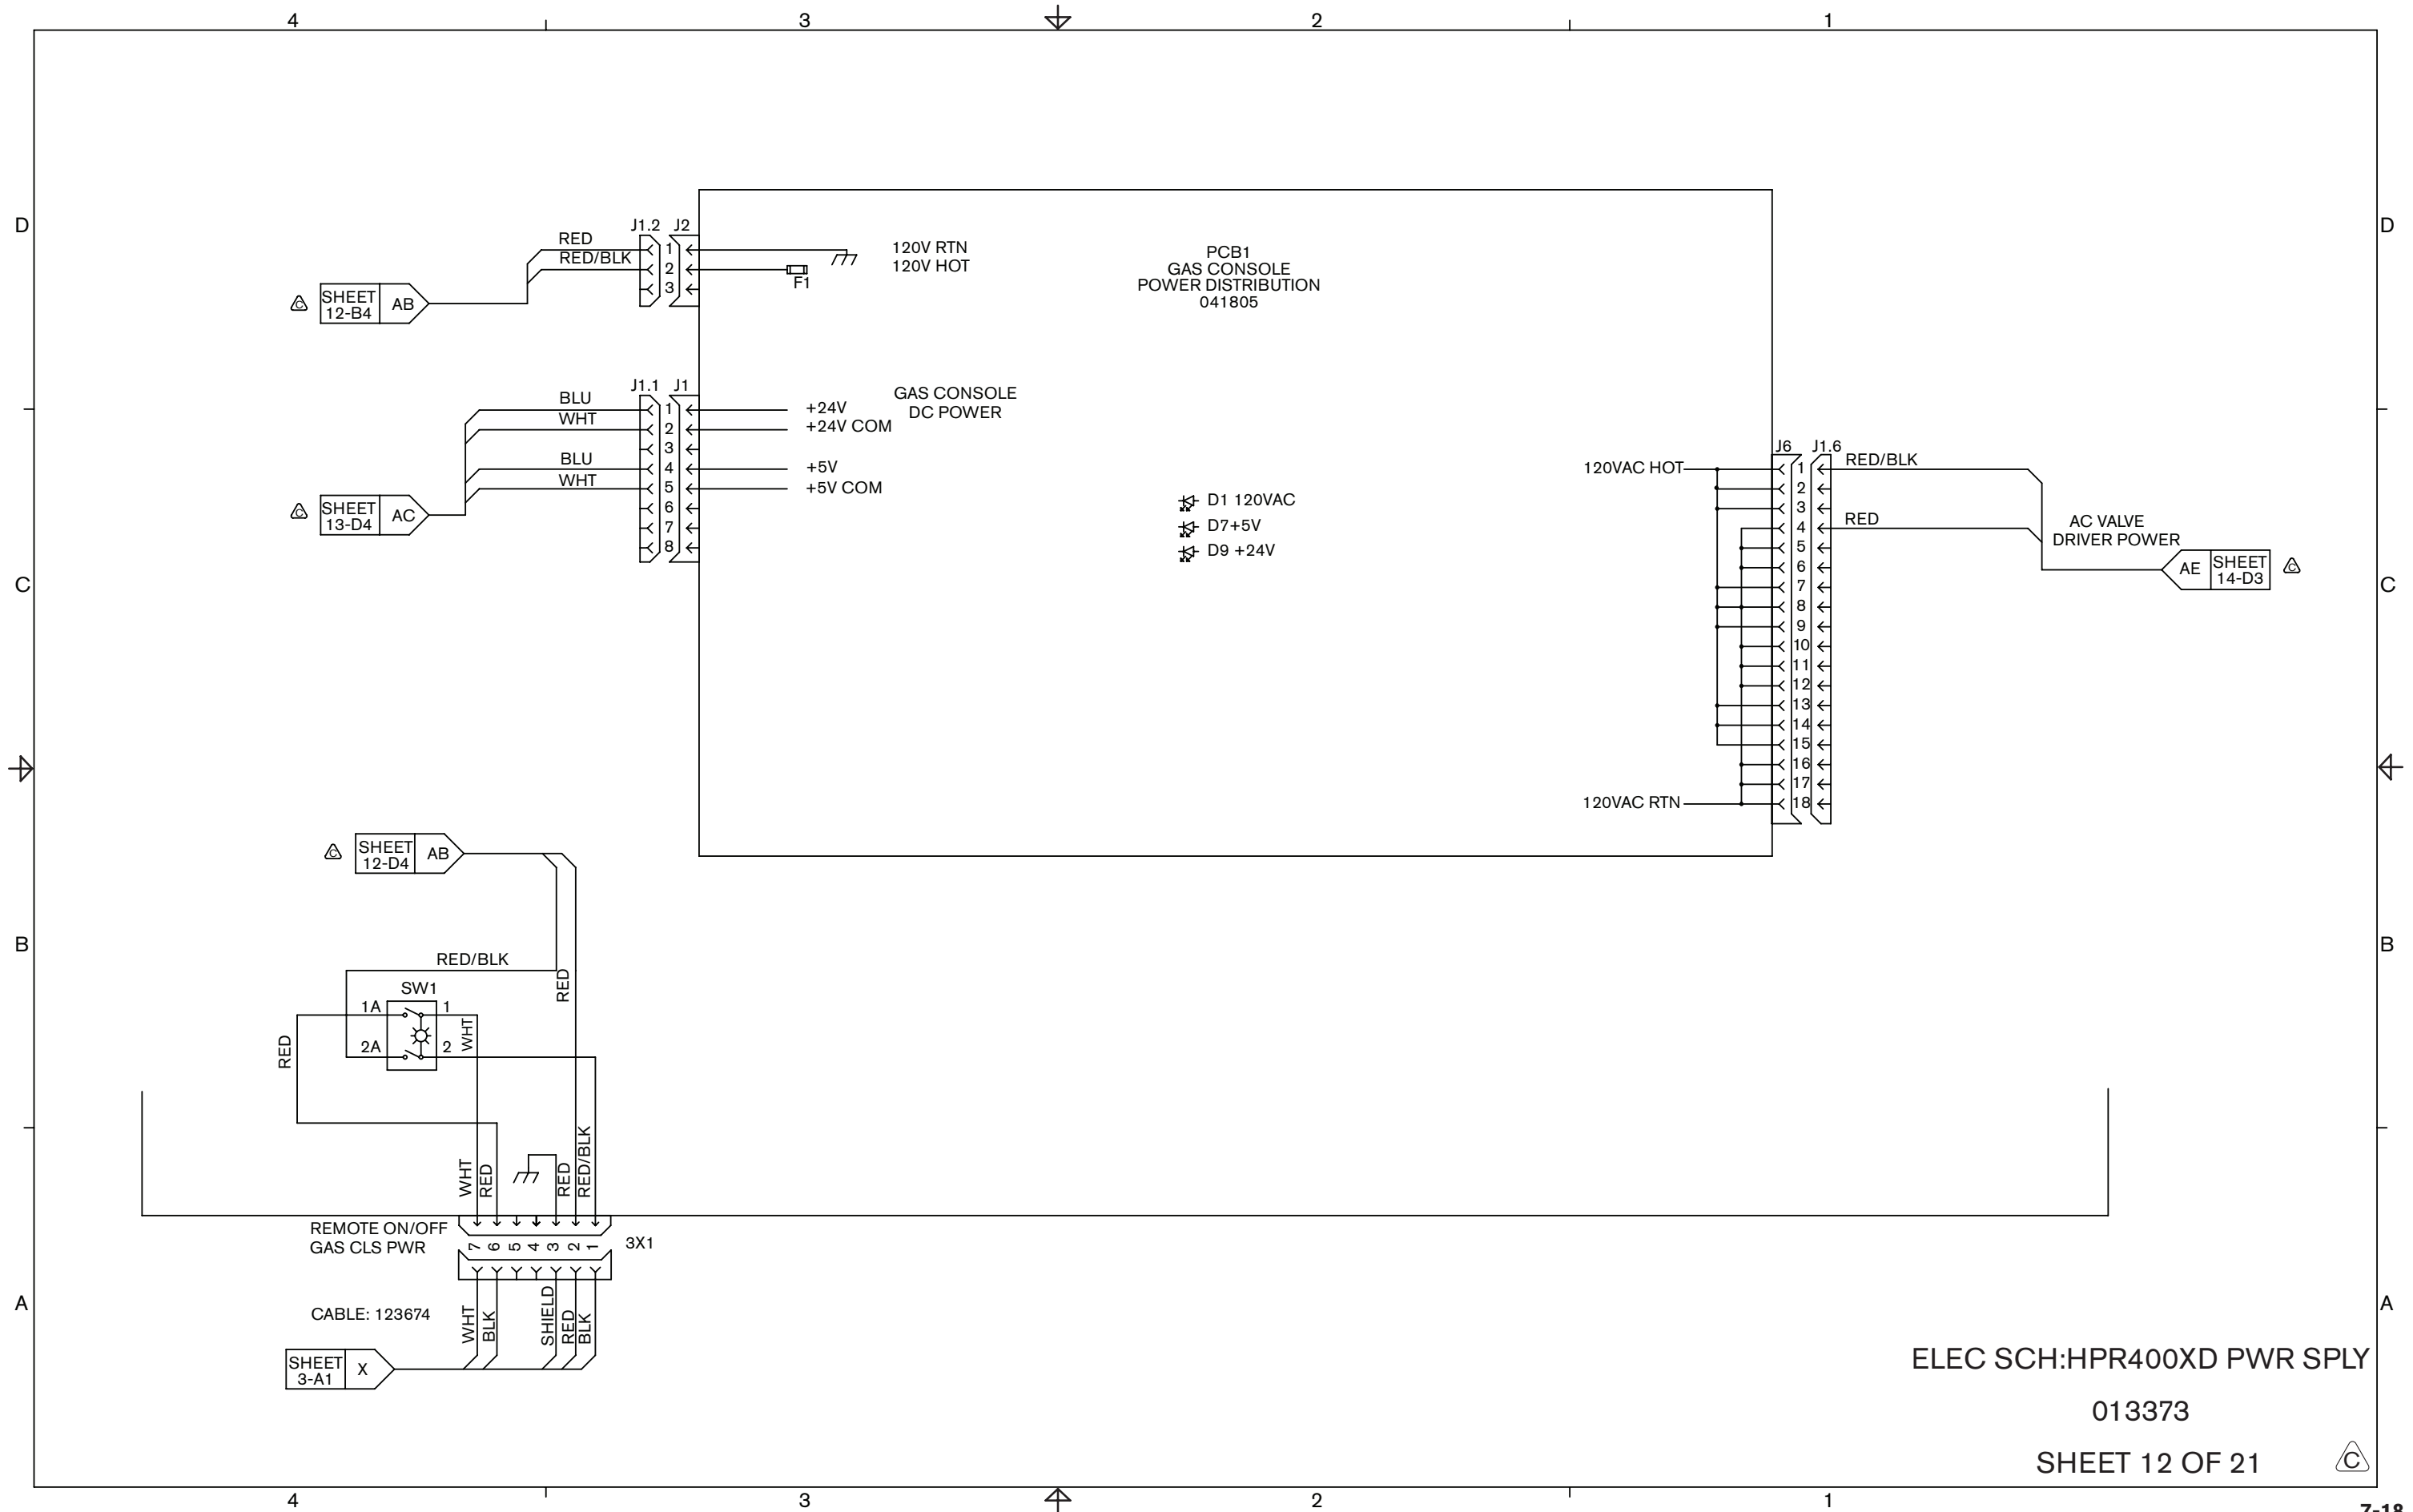 4 3 2 1
D D
J1.2 J2
RED
RED/BLK
1
2
3
120V RTN
120V HOT
F1
SHEET
12-B4
AB
C
PCB1
GAS CONSOLE
POWER DISTRIBUTION
041805
J1.1 J1
BLU
WHT
BLU
WHT
1
2
3
4
5
6
7
8
+24V
+24V COM
+5V
+5V COM
GAS CONSOLE
DC POWER
SHEET
13-D4
AC
C
D1 120VAC
D7+5V
D9 +24V
J6 J1.6
120VAC HOT
120VAC RTN
1
2
3
4
5
6
7
8
9
10
11
12
13
14
15
16
17
18
RED/BLK
RED
AC VALVE
DRIVER POWER
AE
SHEET
14-D3
C
C C
SHEET
12-D4
AB
C
B B
RED/BLK
RED
SW1
1A 1
2A 2
WHT
RED
WHT
RED
RED
RED/BLK
REMOTE ON/OFF
GAS CLS PWR
7 6 5 4 3 2 1
3X1
A A
CABLE: 123674
WHT
BLK
SHIELD
RED
BLK
SHEET
3-A1
X
ELEC SCH:HPR400XD PWR SPLY
013373
SHEET 12 OF 21
C
4 3 2 1
7-18